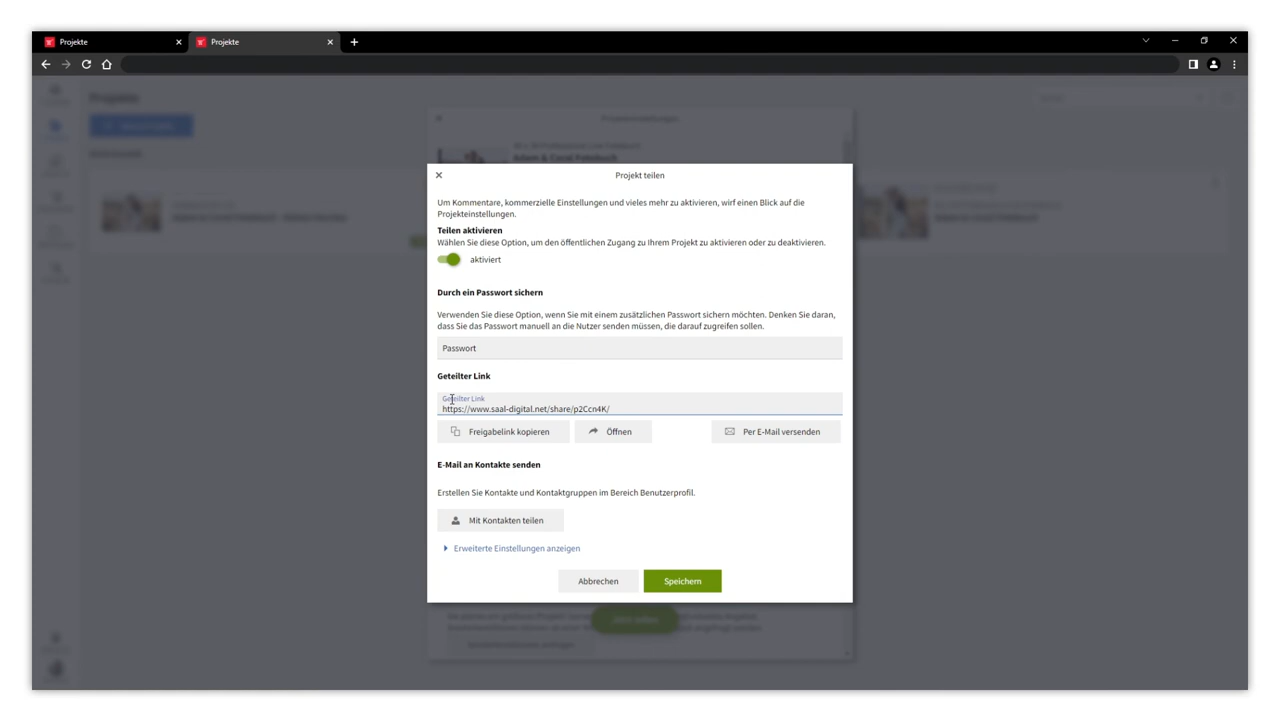 Projekte
Projekte
Projekte
Projekt teilen
Um Kommentare, kommerzielle Einstellungen und vieles mehr zu aktivieren, wirf einen Blick auf die
Projekteinstellungen.
Teilen aktivieren
Wählen Sie diese Option, um den öffentlichen Zugang zu Ihrem Projekt zu aktivieren oder zu deaktivieren.
aktiviert
Durch ein Passwort sichern
Verwenden Sie diese Option, wenn Sie mit einem zusätzlichen Passwort sichern möchten. Denken Sie daran,
dass Sie das Passwort manuell an die Nutzer senden müssen, die darauf zugreifen sollen.
Passwort
Geteilter Link
Geteilter Link
https://www.saal-digital.net/share/p2Ccn4K/
Freigabelink kopieren
Öffnen
Per E-Mail versenden
E-Mail an Kontakte senden
Erstellen Sie Kontakte und Kontaktgruppen im Bereich Benutzerprofil.
Mit Kontakten teilen
Erweiterte Einstellungen anzeigen
Abbrechen
Speichern